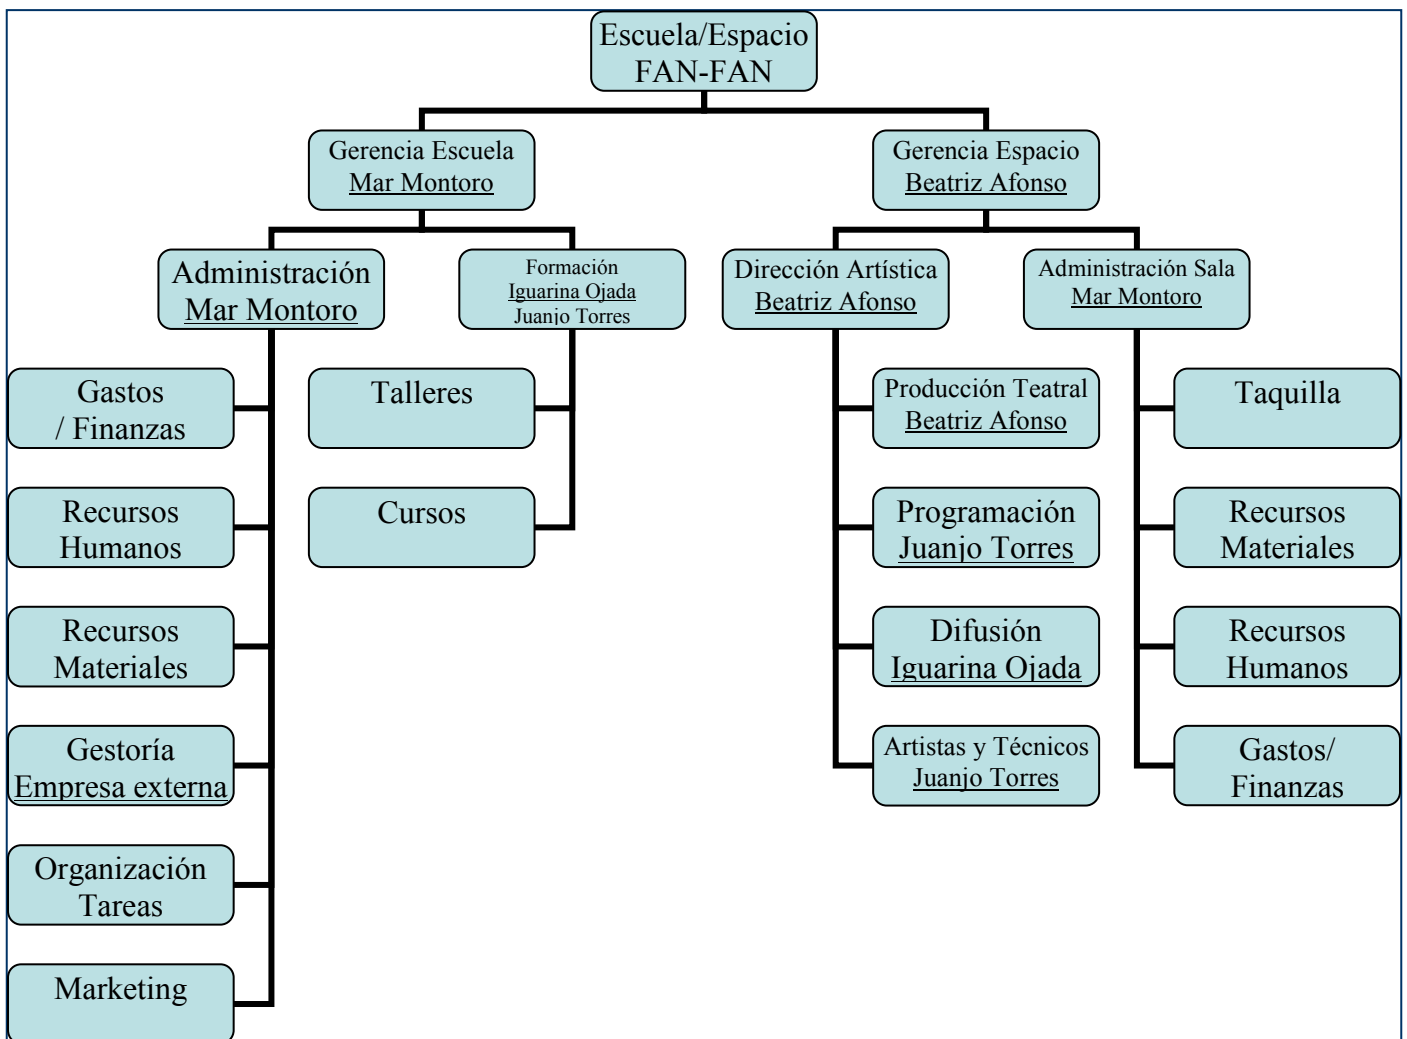 Escuela/Espacio
FAN-FAN
Gerencia Escuela
Mar Montoro
Gerencia Espacio
Beatriz Afonso
Administración
Mar Montoro
Formación
Iguarina Ojada
Juanjo Torres
Dirección Artística
Beatriz Afonso
Administración Sala
Mar Montoro
Gastos
/ Finanzas
Talleres
Producción Teatral
Beatriz Afonso
Taquilla
Recursos
Humanos
Cursos
Programación
Juanjo Torres
Recursos
Materiales
Recursos
Materiales
Difusión
Iguarina Ojada
Recursos
Humanos
Gestoría
Empresa externa
Artistas y Técnicos
Juanjo Torres
Gastos/
Finanzas
Organización
Tareas
Marketing